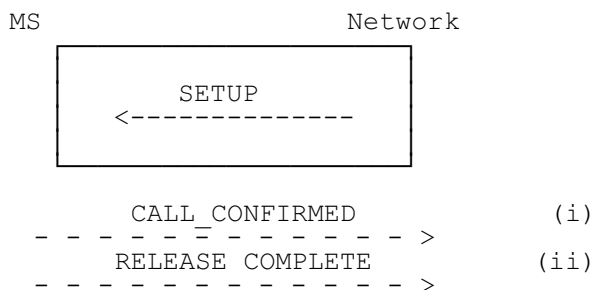 MS Network
SETUP
<--------------
CALL_CONFIRMED (i)
- - - - - - - - - - - - >
RELEASE COMPLETE (ii)
- - - - - - - - - - - - >